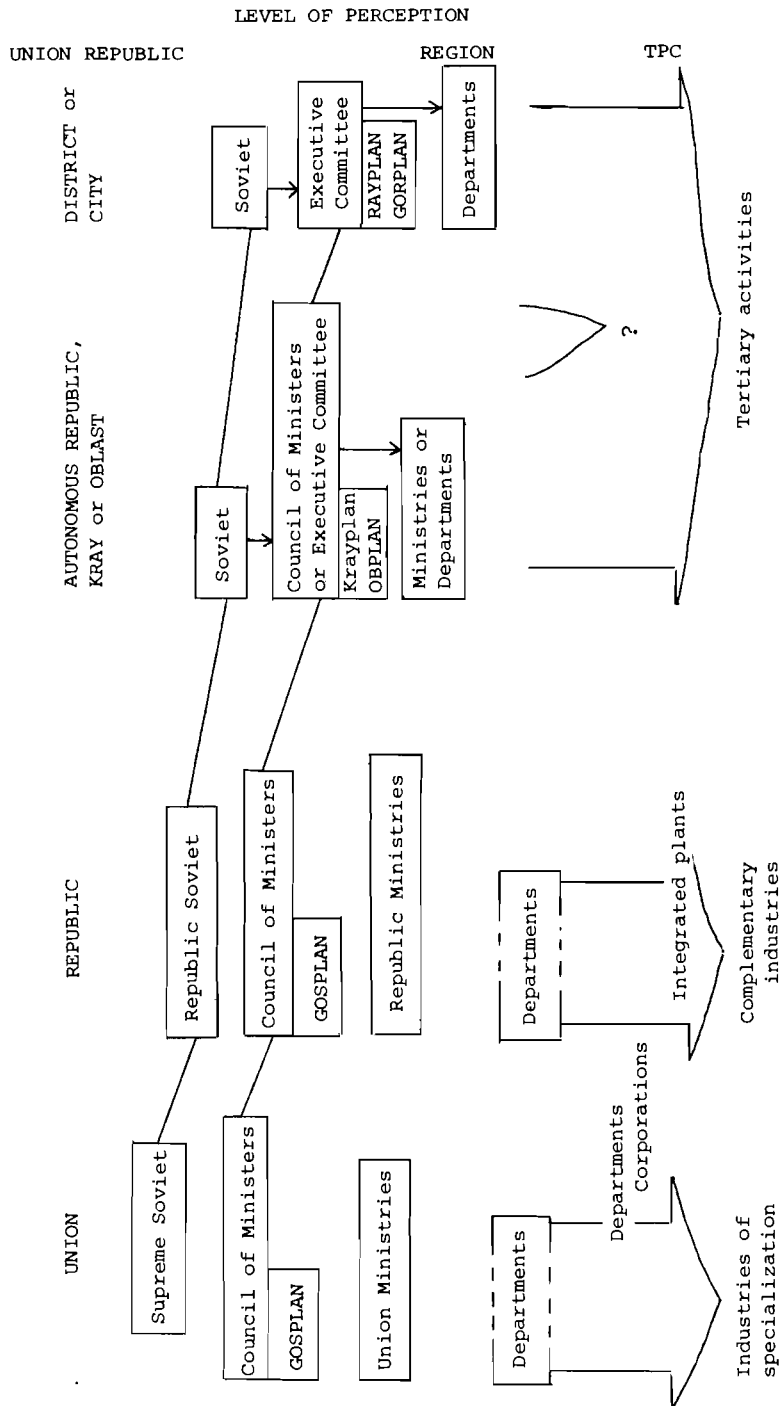 LEVEL OF PERCEPTION
UNION REPUBLIC
REGION
TPC
UNION
Supreme Soviet
Council of Ministers
GOSPLAN
Union Ministries
Departments
Departments
Corporations
Industries of
specialization
REPUBLIC
Republic Soviet
Council of Ministers
GOSPLAN
Republic Ministries
Departments
Integrated plants
Complementary
industries
AUTONOMOUS REPUBLIC,
KRAY or OBLAST
Soviet
Council of Ministers
or Executive Committee
Krayplan
OBPLAN
Ministries or
Departments
?
Tertiary activities
DISTRICT or
CITY
Soviet
Executive
Committee
RAYPLAN
GORPLAN
Departments